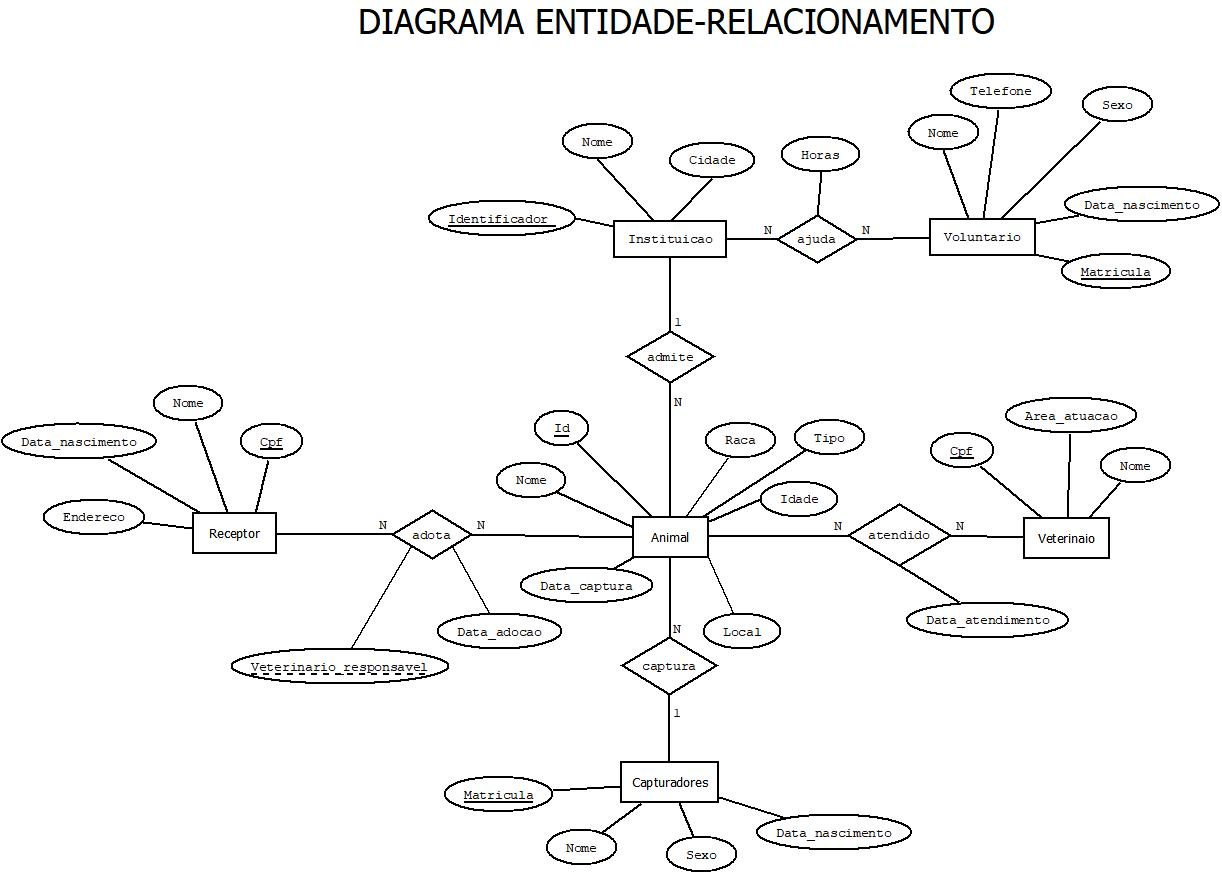 DIAGRAMA ENTIDADE-RELACIONAMENTO
Telefone
Sexo
Nome
Nome
Cidade
Horas
Data_nascimento
Identificador
Instituicao
N
ajuda
N
Voluntario
Matricula
1
admite
N
Nome
Data_nascimento
Cpf
Id
Raca
Tipo
Area_atuacao
Cpf
Nome
Nome
Idade
Endereco
Receptor
N
adota
N
Animal
N
atendido
N
Veterinaio
Data_captura
Data_adocao
Local
Data_atendimento
N
Veterinario_responsavel
captura
1
Capturadores
Matricula
Data_nascimento
Nome
Sexo